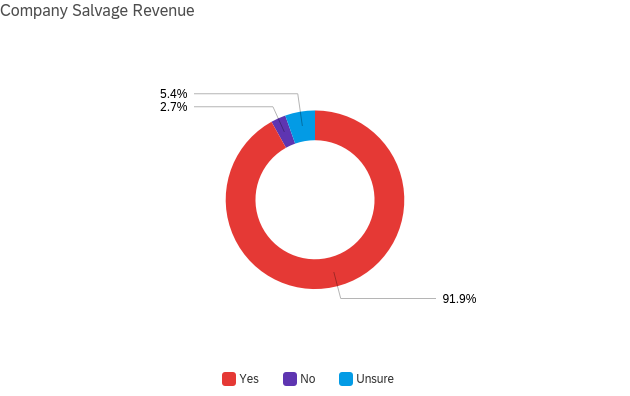 Company Salvage Revenue
5.4%
2.7%
91.9%
Yes No Unsure